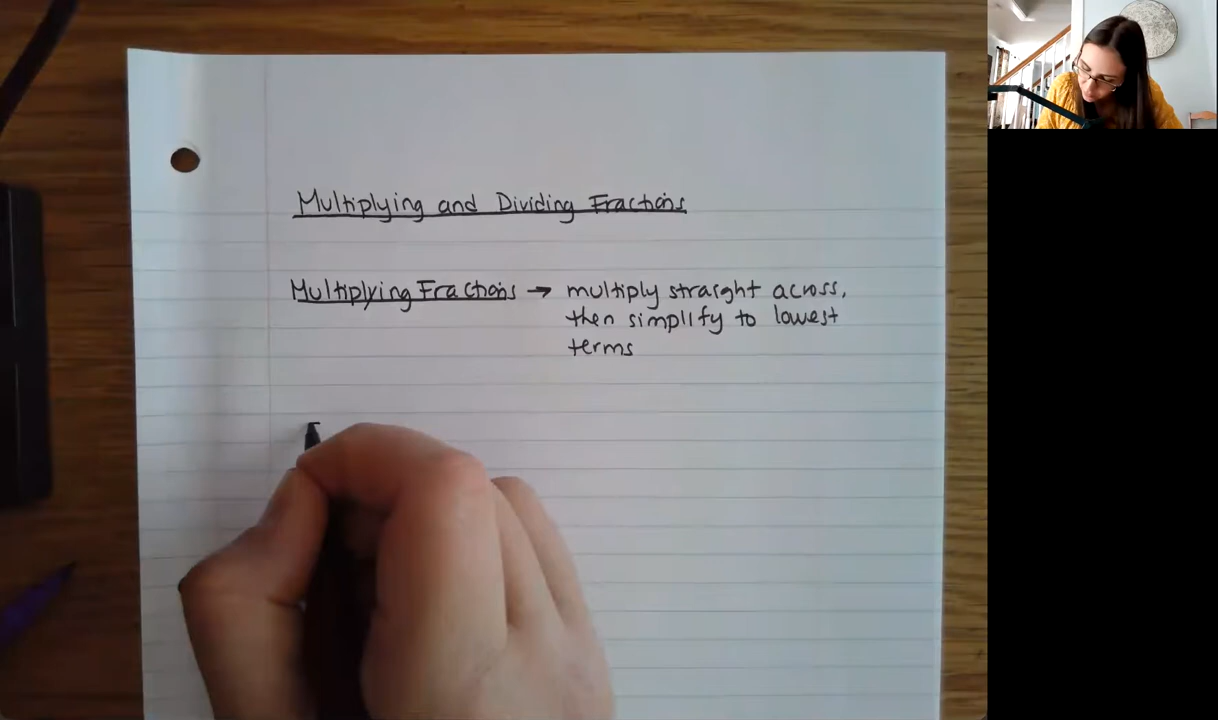 Multiplying and Dividing Fractions
Multiplying Fractions → multiply straight across,
then simplify to lowest
terms